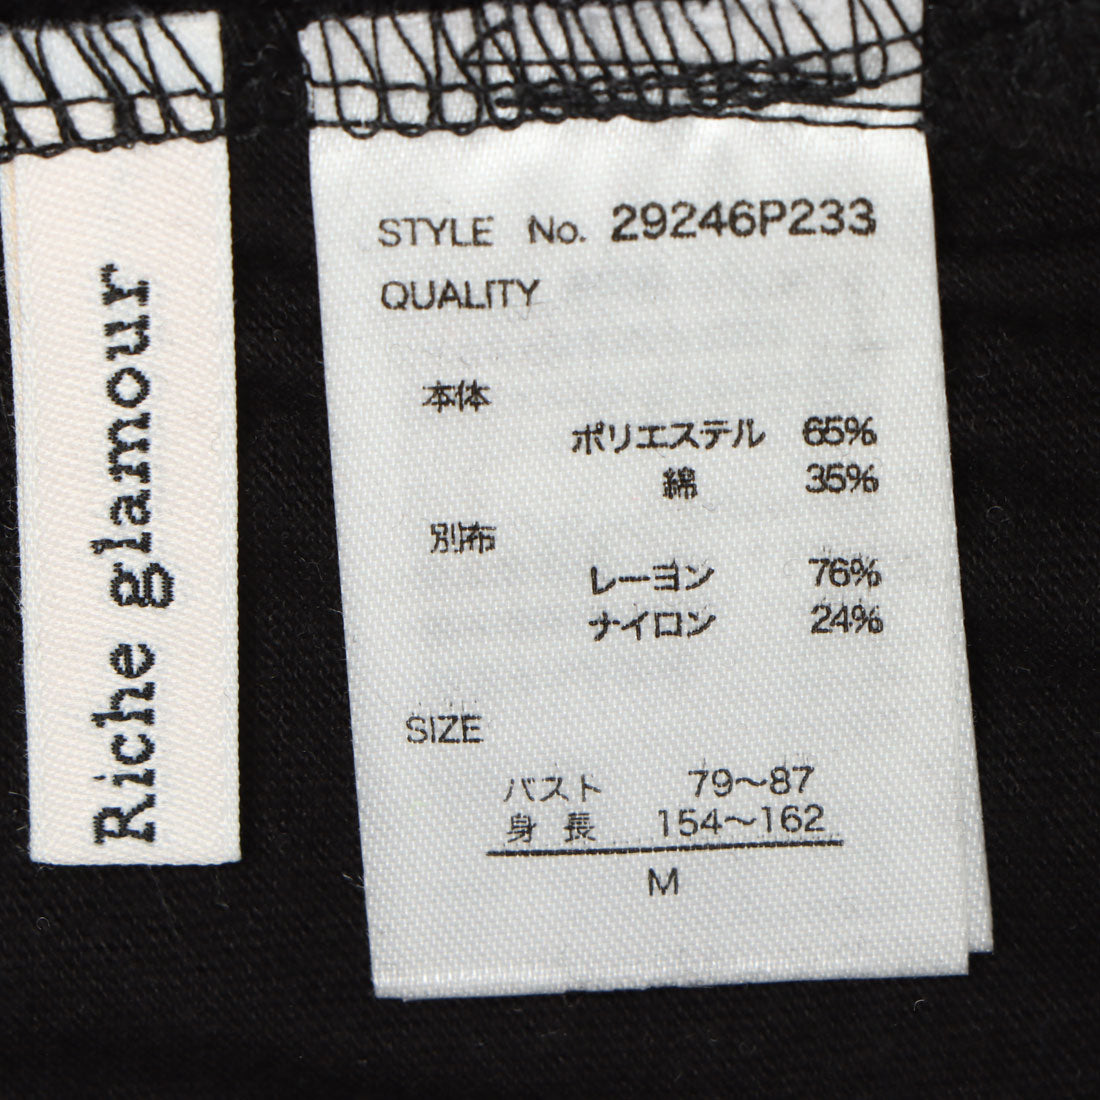 Riche glamour
STYLE No. 29246P233
QUALITY
本体
ポリエステル 65%
綿 35%
別布
レーヨン 76%
ナイロン 24%
SIZE
バスト 79〜87
身長 154〜162
M